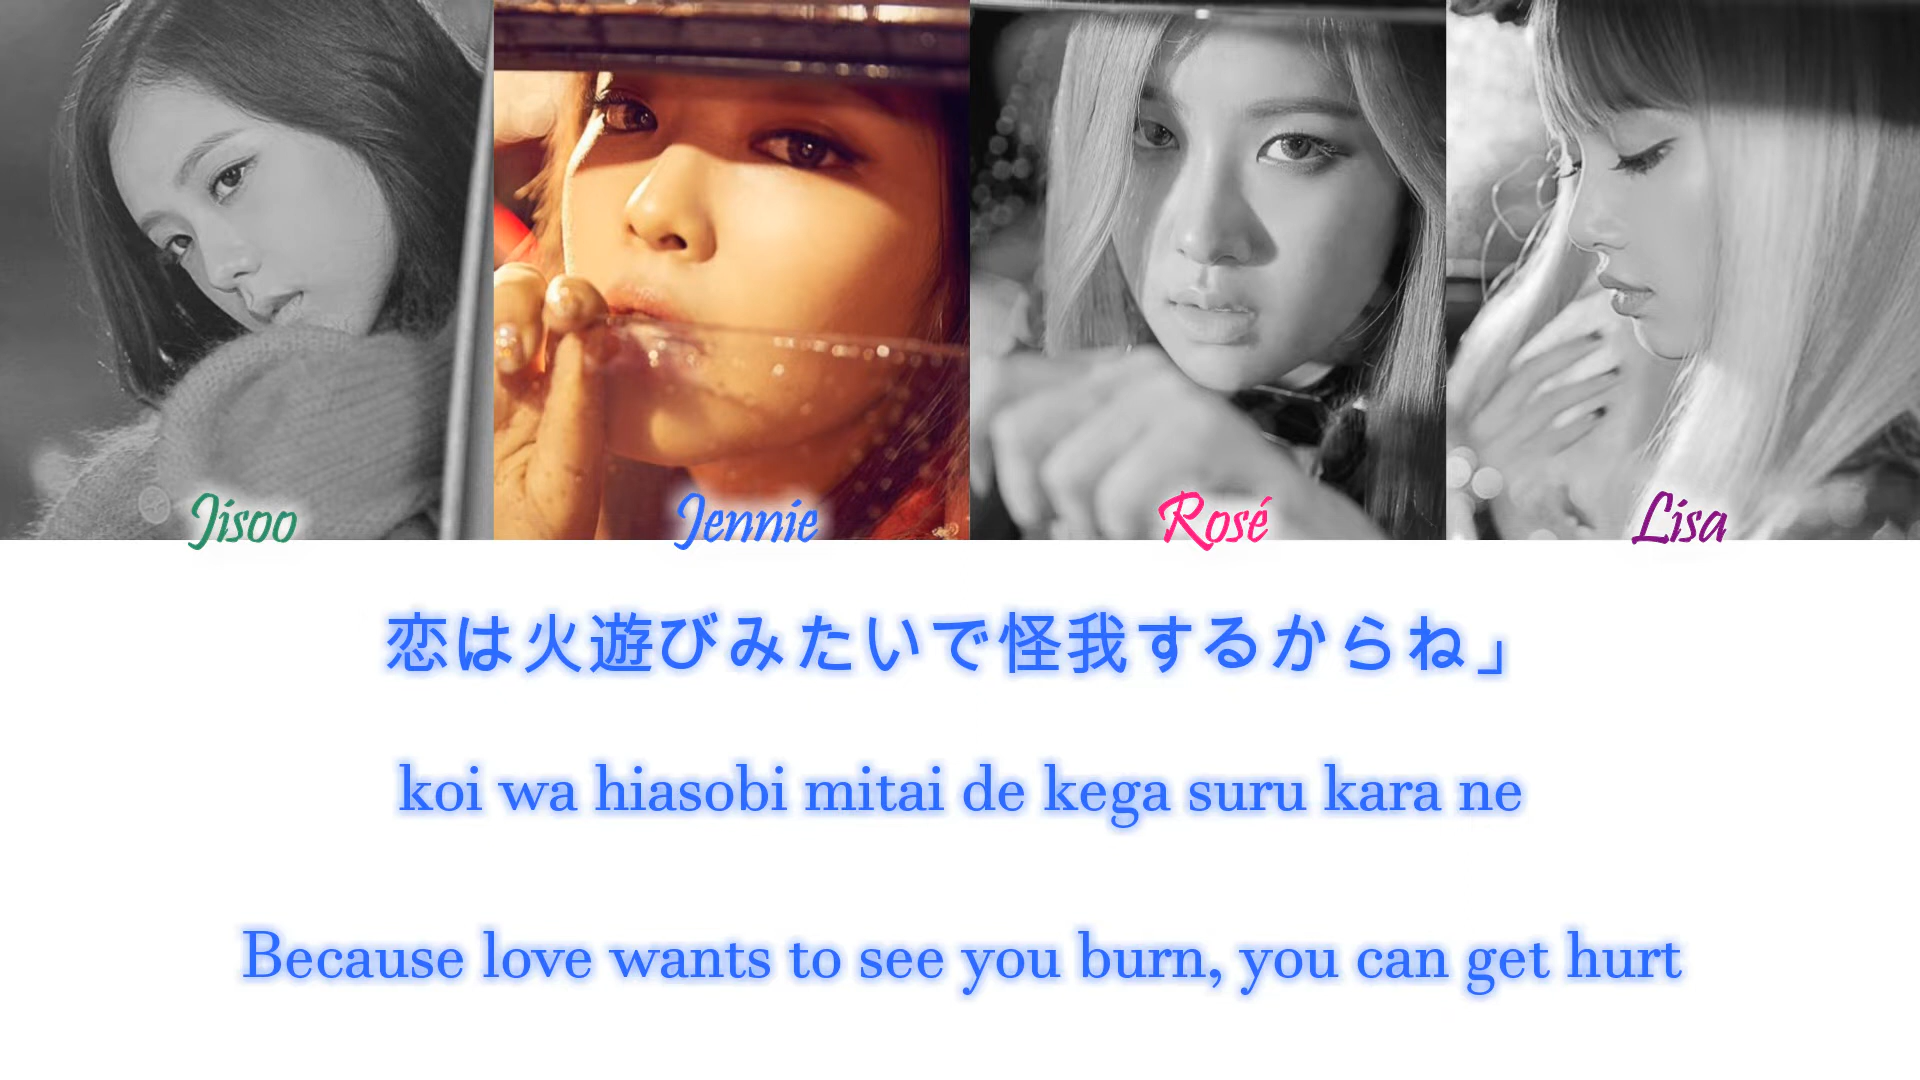 Jisoo Jennie Rosé Lisa
恋は火遊びみたいで怪我するからね」
koi wa hiasobi mitai de kega suru kara ne
Because love wants to see you burn, you can get hurt